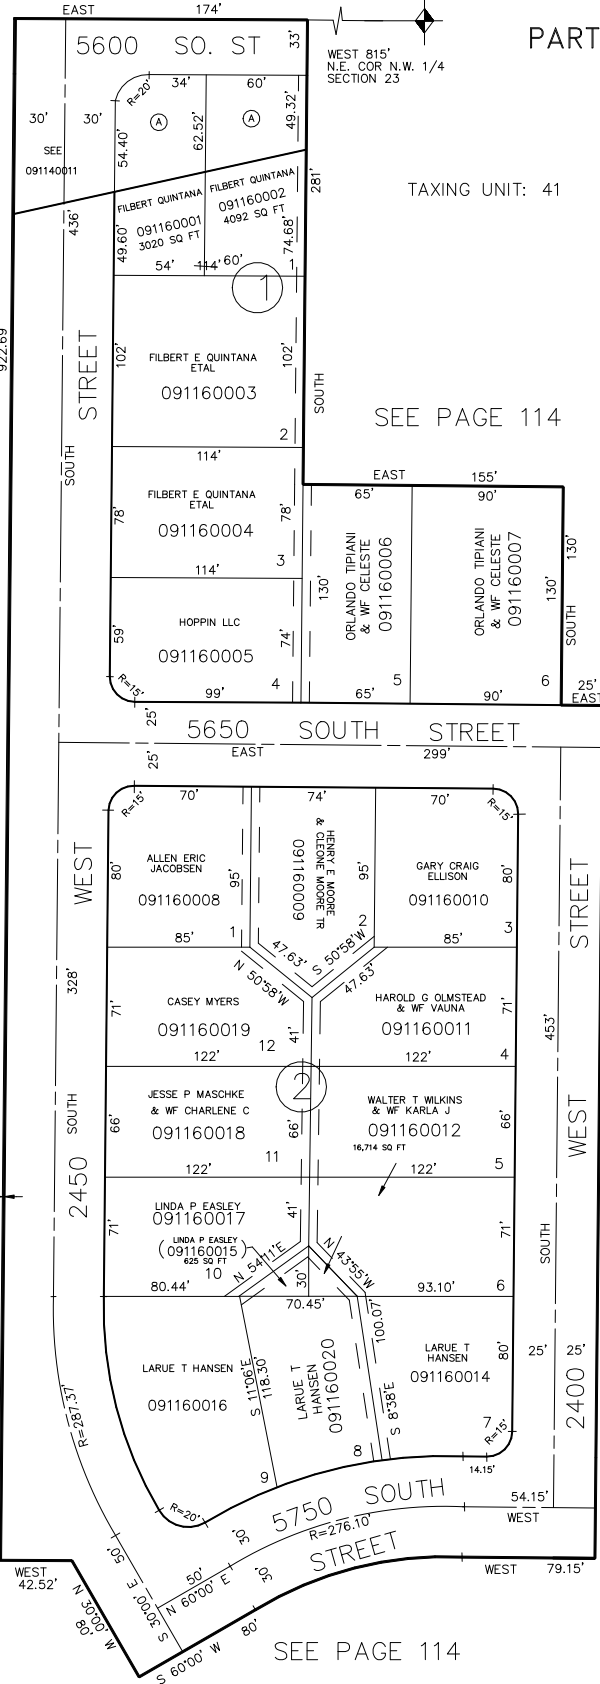 EAST
174'
5600 SO. ST
33'
WEST 815'
N.E. COR N.W. 1/4
SECTION 23
PART
R=20'
34'
60'
30'
30'
54.40'
62.52'
49.32'
A
A
SEE
091140011
281'
TAXING UNIT: 41
436'
FILBERT QUINTANA
091160001
3020 SQ FT
FILBERT QUINTANA
091160002
4092 SQ FT
49.60'
74.68'
54'
114'
60'
1
1
922.69
STREET
102'
FILBERT E QUINTANA
ETAL
091160003
102'
SOUTH
SEE PAGE 114
2
SOUTH
114'
EAST
155'
78'
FILBERT E QUINTANA
ETAL
091160004
78'
3
114'
65'
90'
ORLANDO TIPIANI
& WF CELESTE
091160006
ORLANDO TIPIANI
& WF CELESTE
091160007
130'
130'
130'
SOUTH
59'
HOPPIN LLC
091160005
74'
4
5
6
R=15'
99'
65'
90'
25'
EAST
25'
5650 SOUTH STREET
EAST
299'
25'
70'
74'
70'
R=15'
R=15'
WEST
80'
ALLEN ERIC
JACOBSEN
091160008
95'
HENRY E MOORE
& CLEONE MOORE TR
091160009
95'
GARY CRAIG
ELLISON
091160010
80'
STREET
1
2
3
85'
47.63'
S 50°58'W
85'
N 50°58'W
47.63'
328'
71'
CASEY MYERS
091160019
41'
12
HAROLD G OLMSTEAD
& WF VAUNA
091160011
71'
453'
4
122'
122'
2
SOUTH
66'
JESSE P MASCHKE
& WF CHARLENE C
091160018
66'
11
WALTER T WILKINS
& WF KARLA J
091160012
16,714 SQ FT
66'
5
WEST
122'
122'
2450
71'
LINDA P EASLEY
091160017
41'
LINDA P EASLEY
(091160015)
625 SQ FT
10
N 54°11'E
N 43°55'W
30'
71'
SOUTH
80.44'
70.45'
93.10'
6
LARUE T HANSEN
091160016
S 11°06'E
118.30'
LARUE T
HANSEN
091160020
100.07'
S 8°38'E
LARUE T
HANSEN
091160014
80'
25'
25'
2400
R=287.37'
9
8
7
R=15'
14.15'
R=20'
5750 SOUTH
STREET
R=276.10'
54.15'
WEST
30'
30'
50'
50'
N 60°00' E
S 30°00' E
WEST
42.52'
N 30°00' W
80'
S 60°00' W
80'
WEST
79.15'
SEE PAGE 114